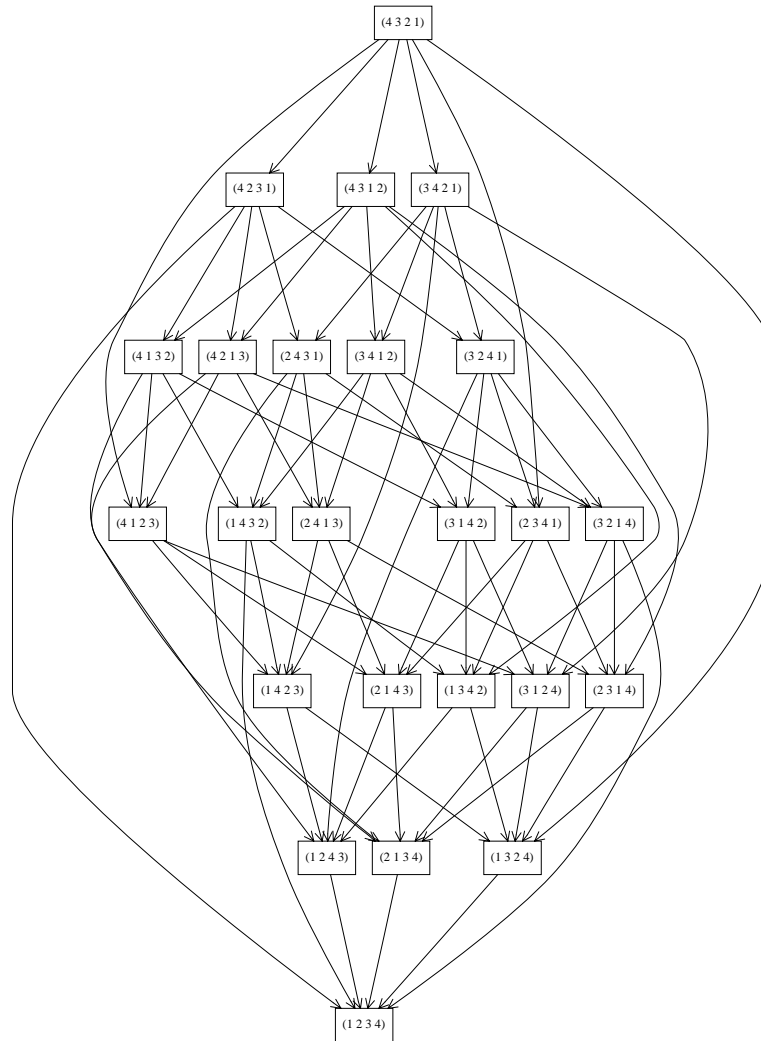 (4 3 2 1)
(4 2 3 1) (4 3 1 2) (3 4 2 1)
(4 1 3 2) (4 2 1 3) (2 4 3 1) (3 4 1 2) (3 2 4 1)
(4 1 2 3) (1 4 3 2) (2 4 1 3) (3 1 4 2) (2 3 4 1) (3 2 1 4)
(1 4 2 3) (2 1 4 3) (1 3 4 2) (3 1 2 4) (2 3 1 4)
(1 2 4 3) (2 1 3 4) (1 3 2 4)
(1 2 3 4)